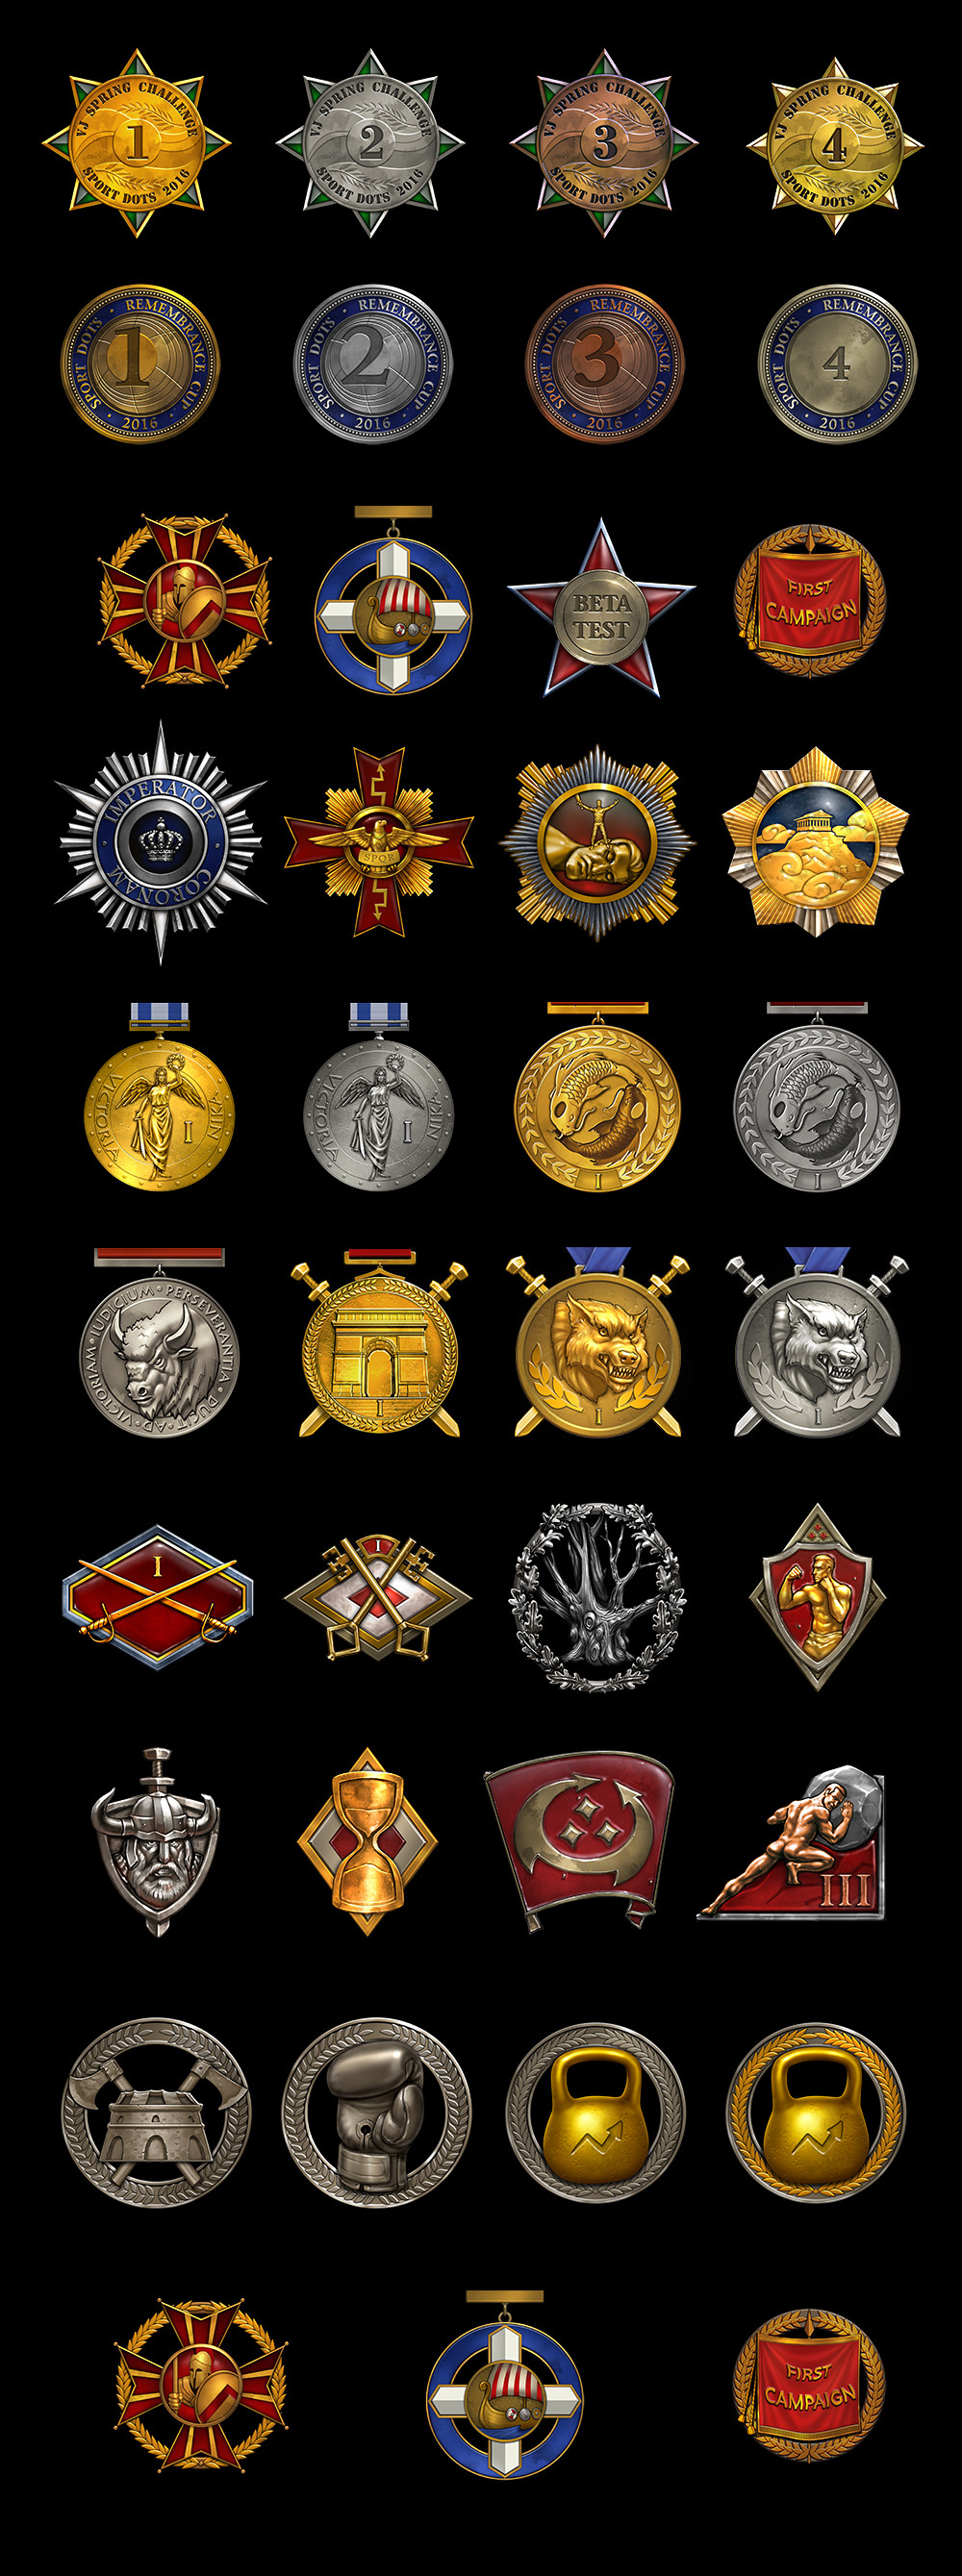 VJ SPRING CHALLENGE
1
SPORT DOTS 2016
VJ SPRING CHALLENGE
2
SPORT DOTS 2016
VJ SPRING CHALLENGE
3
SPORT DOTS 2016
VJ SPRING CHALLENGE
4
SPORT DOTS 2016
SPORT DOTS · REMEMBRANCE CUP
1
· 2016 ·
SPORT DOTS · REMEMBRANCE CUP
2
· 2016 ·
SPORT DOTS · REMEMBRANCE CUP
3
· 2016 ·
SPORT DOTS · REMEMBRANCE CUP
4
· 2016 ·
BETA
TEST
FIRST
CAMPAIGN
IMPERATOR
CORONAM
SPQR
VICTORIA
NIKH
I
VICTORIA
NIKH
I
I
I
IUDICIUM · PERSEVERANTIA · DUCT · AD · VICTORIAM ·
I
I
I
I
I
III
FIRST
CAMPAIGN